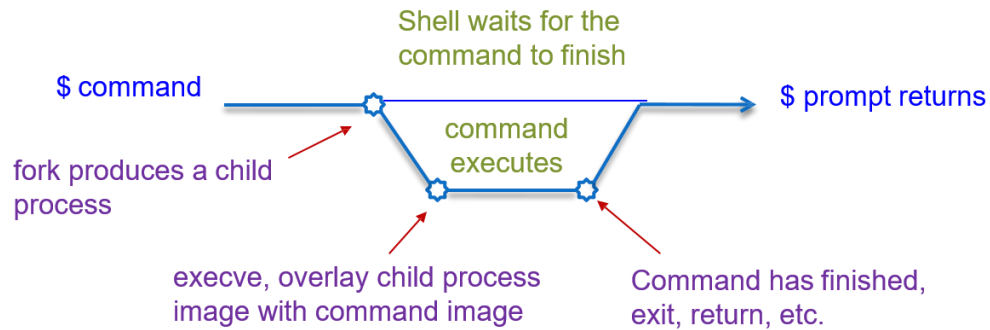 Shell waits for the
command to finish
$ command
$ prompt returns
command
executes
fork produces a child
process
execve, overlay child process
image with command image
Command has finished,
exit, return, etc.